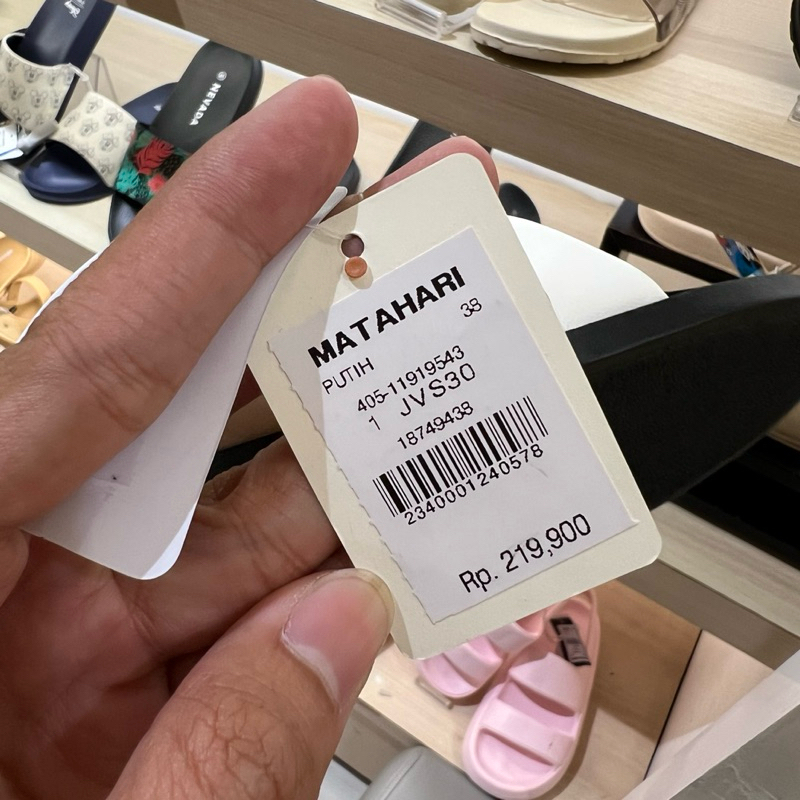 NEVADA
MATAHARI
38
PUTIH
405-11919543
1 JVS30
18749438
2340001240578
Rp. 219,900